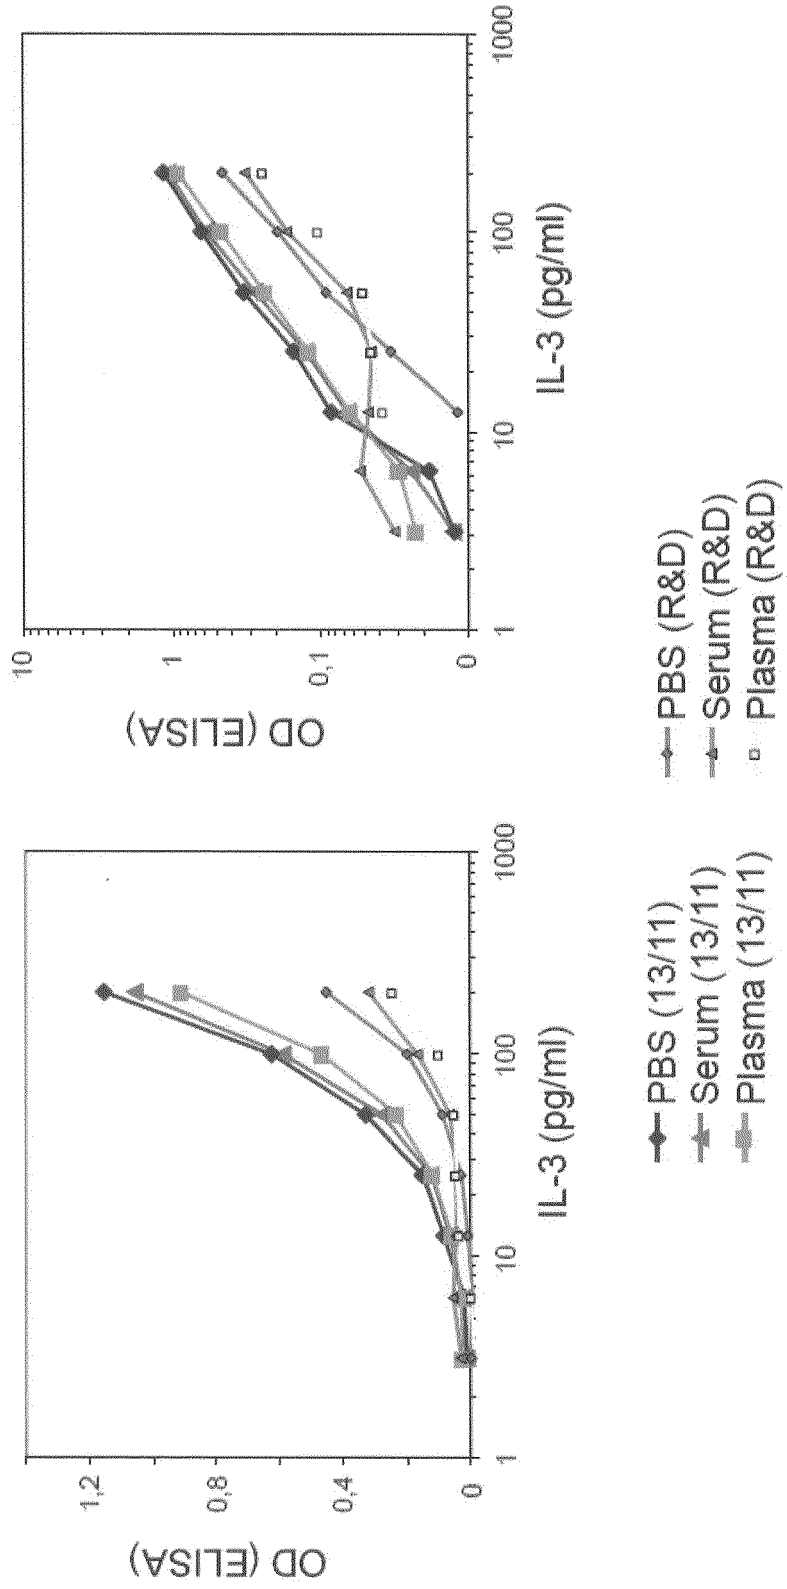 OD (ELISA)
1,2
0,8
0,4
0
1
10
100
1000
IL-3 (pg/ml)
OD (ELISA)
10
1
0,1
0
1
10
100
1000
IL-3 (pg/ml)
PBS (13/11)
Serum (13/11)
Plasma (13/11)
PBS (R&D)
Serum (R&D)
Plasma (R&D)